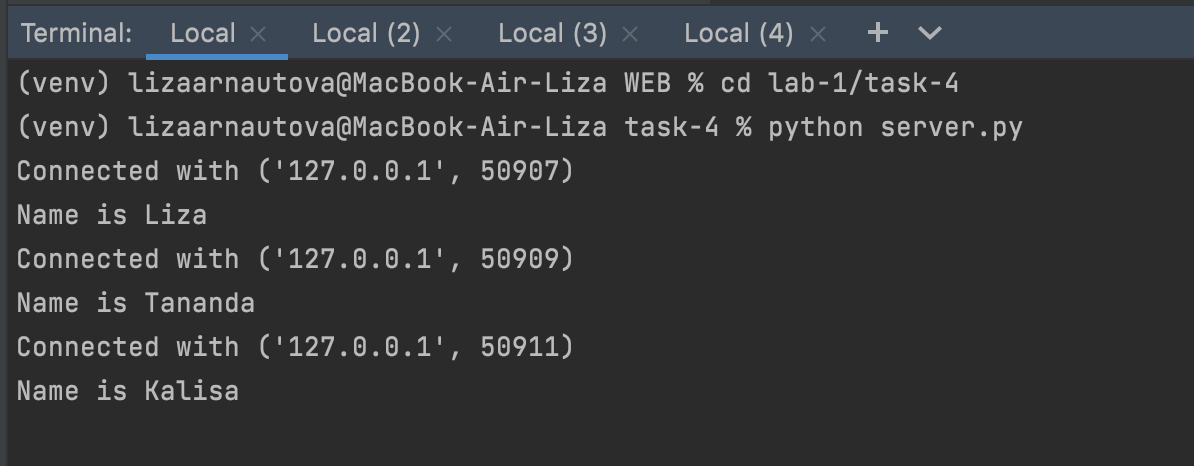 Terminal: Local × Local (2) × Local (3) × Local (4) × +
(venv) lizaarnautova@MacBook-Air-Liza WEB % cd lab-1/task-4
(venv) lizaarnautova@MacBook-Air-Liza task-4 % python server.py
Connected with ('127.0.0.1', 50907)
Name is Liza
Connected with ('127.0.0.1', 50909)
Name is Tananda
Connected with ('127.0.0.1', 50911)
Name is Kalisa